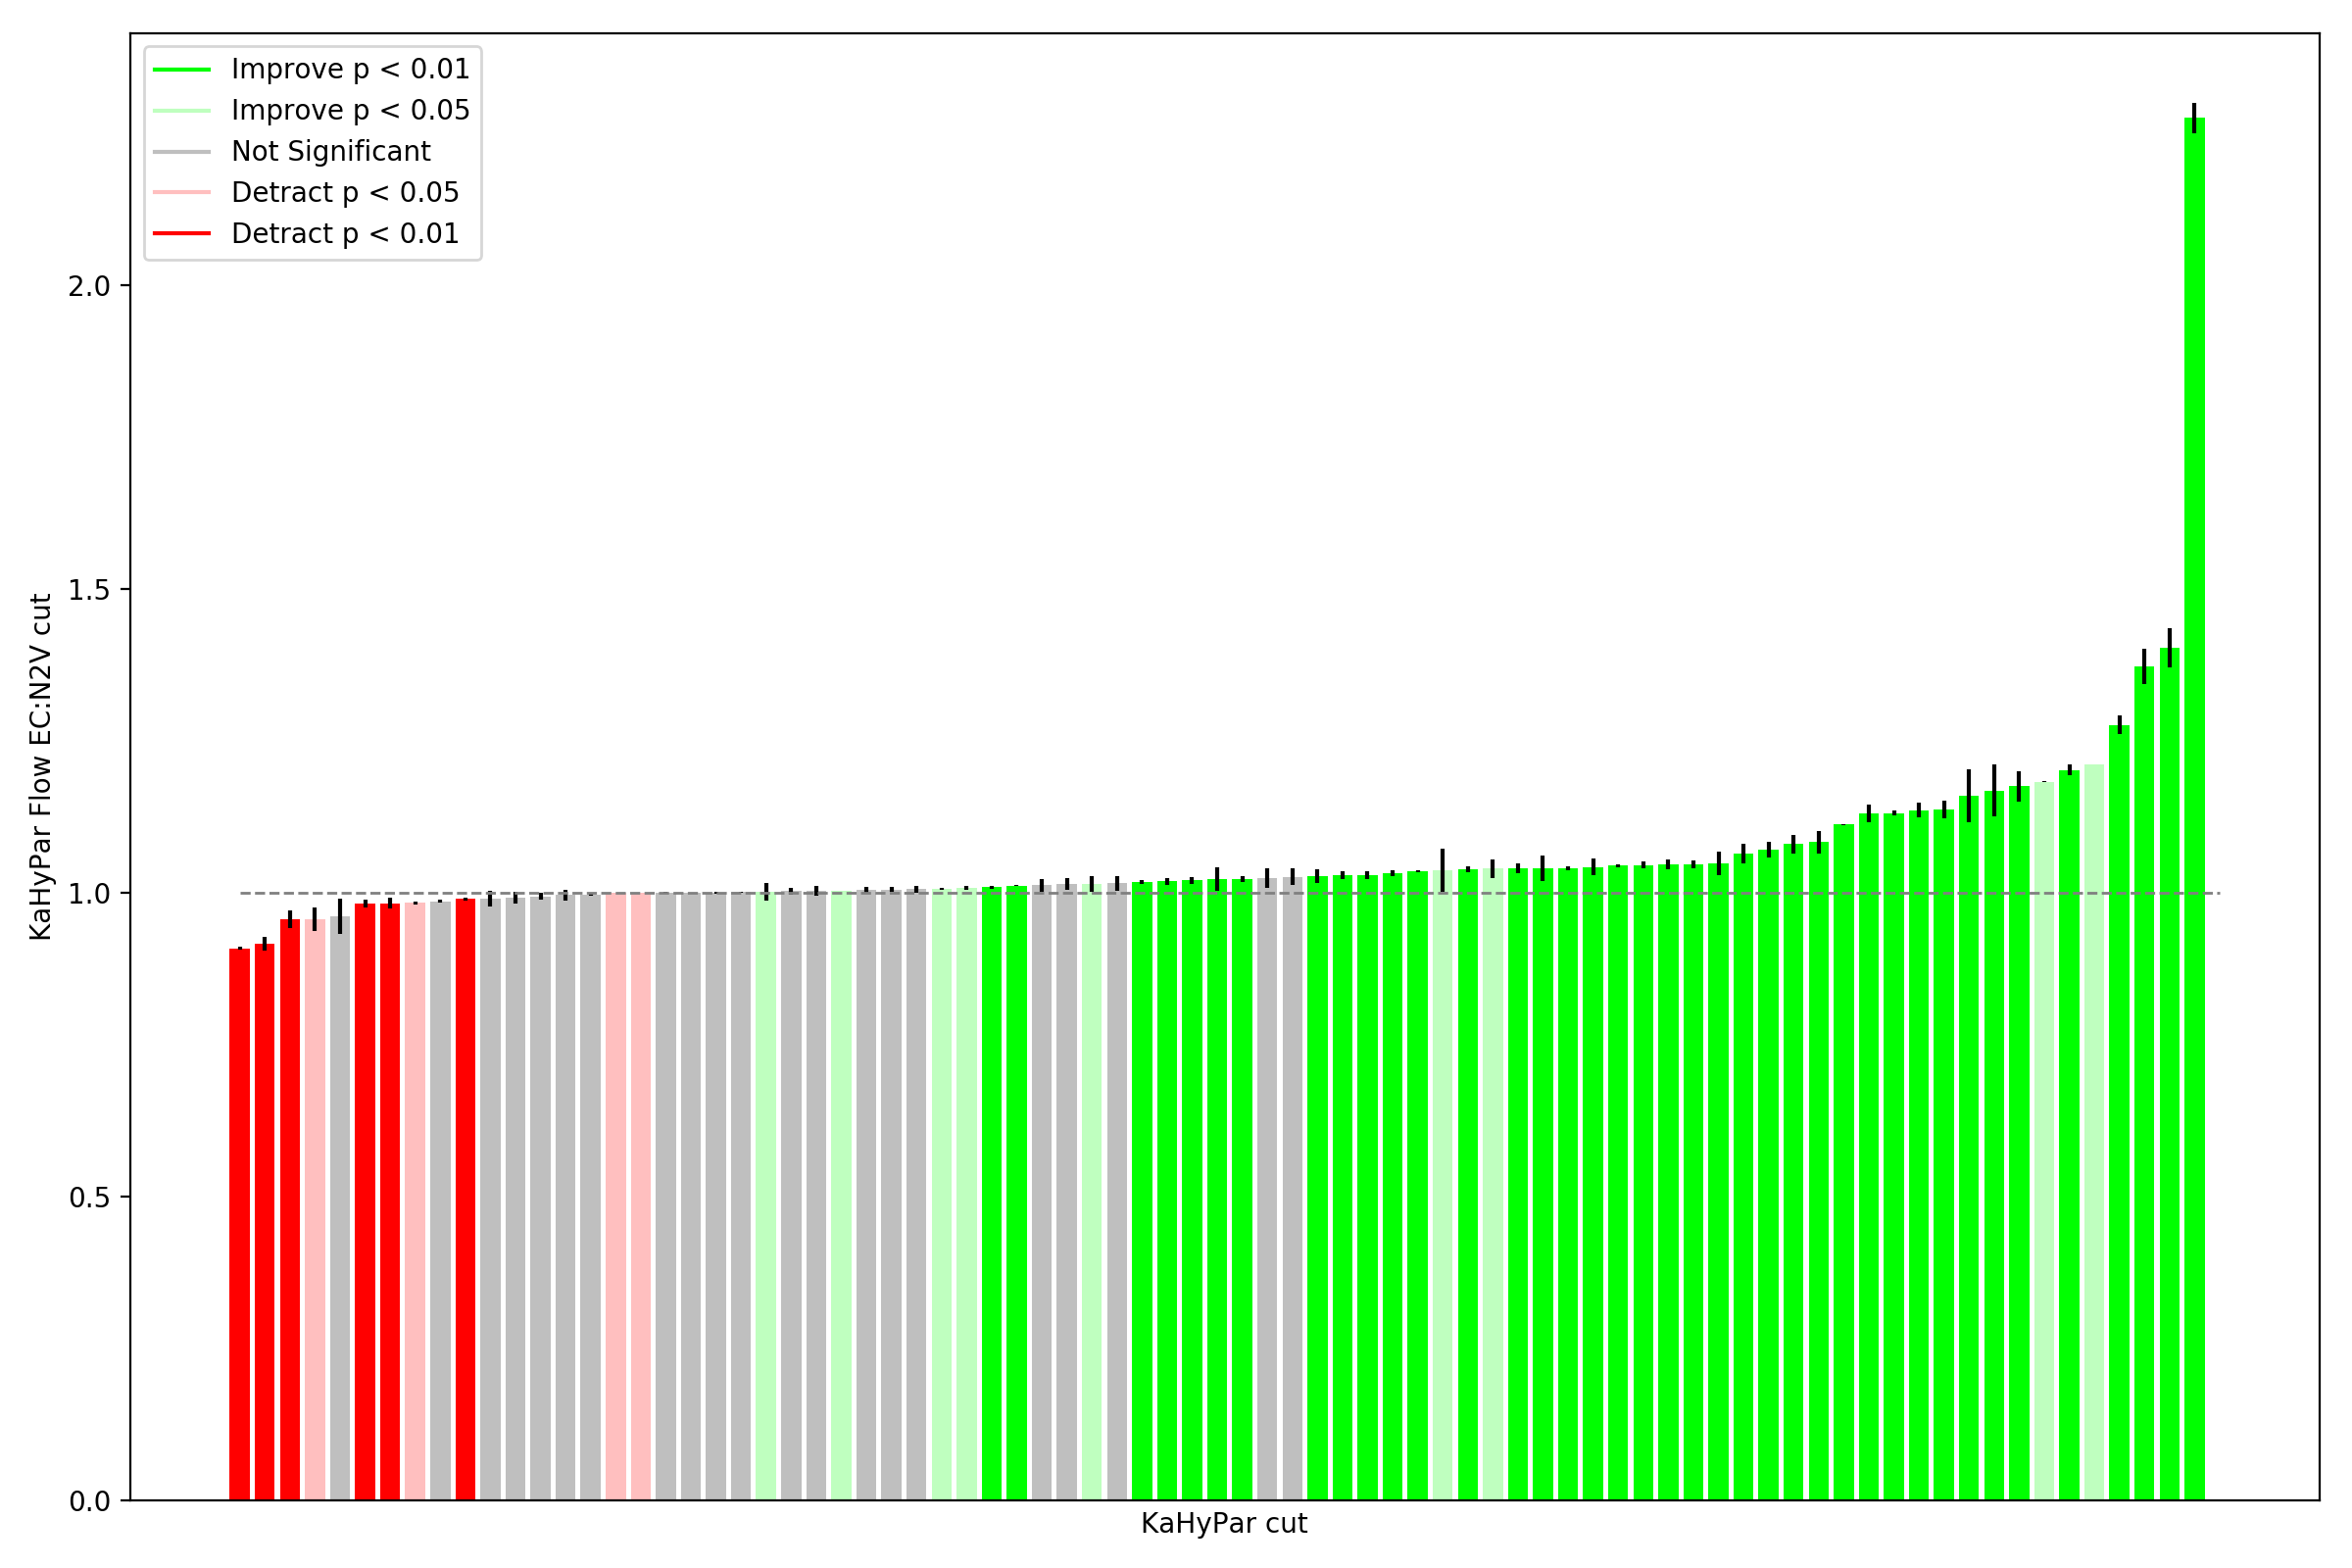 Improve p < 0.01
Improve p < 0.05
Not Significant
Detract p < 0.05
Detract p < 0.01
2.0
1.5
1.0
0.5
0.0
KaHyPar Flow EC:N2V cut
KaHyPar cut